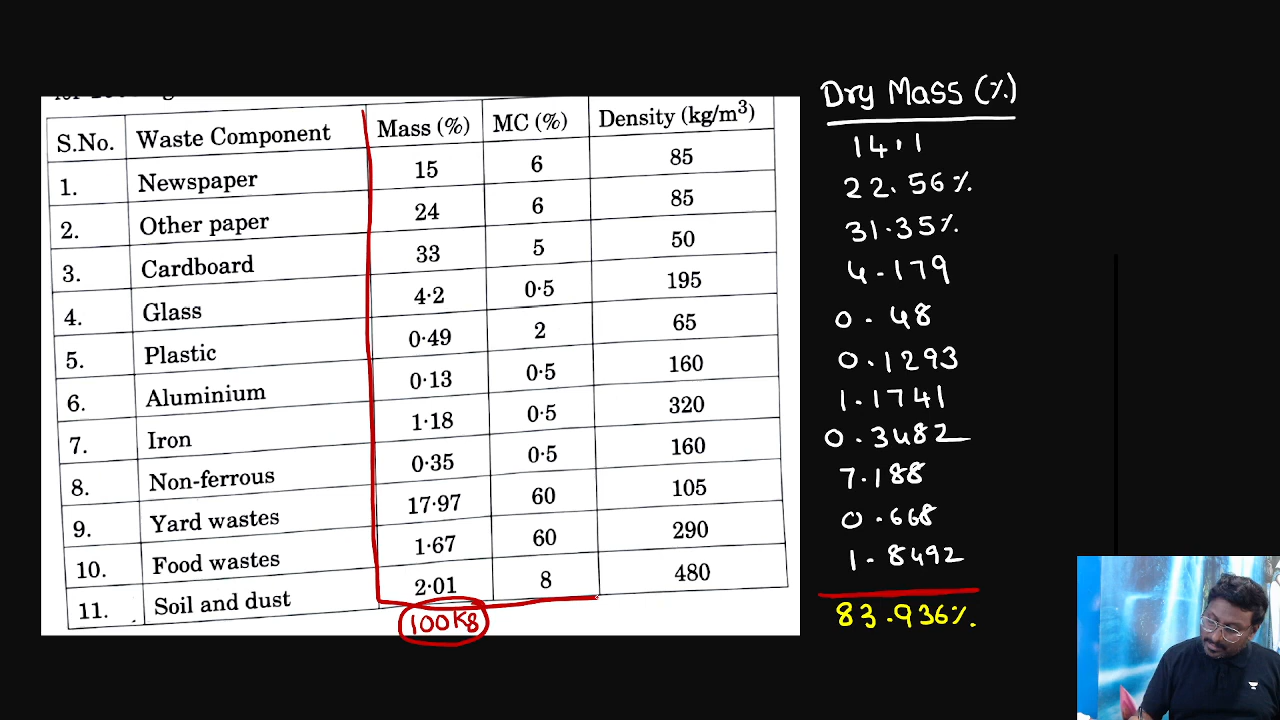 S.No. Waste Component Mass (%) MC (%) Density (kg/m³)
1. Newspaper 15 6 85
2. Other paper 24 6 85
3. Cardboard 33 5 50
4. Glass 4·2 0·5 195
5. Plastic 0·49 2 65
6. Aluminium 0·13 0·5 160
7. Iron 1·18 0·5 320
8. Non-ferrous 0·35 0·5 160
9. Yard wastes 17·97 60 105
10. Food wastes 1·67 60 290
11. Soil and dust 2·01 8 480
100Kg
Dry Mass (%)
14.1
22.56%
31.35%
4.179
0.48
0.1293
1.1741
0.3482
7.188
0.668
1.8492
83.936%.